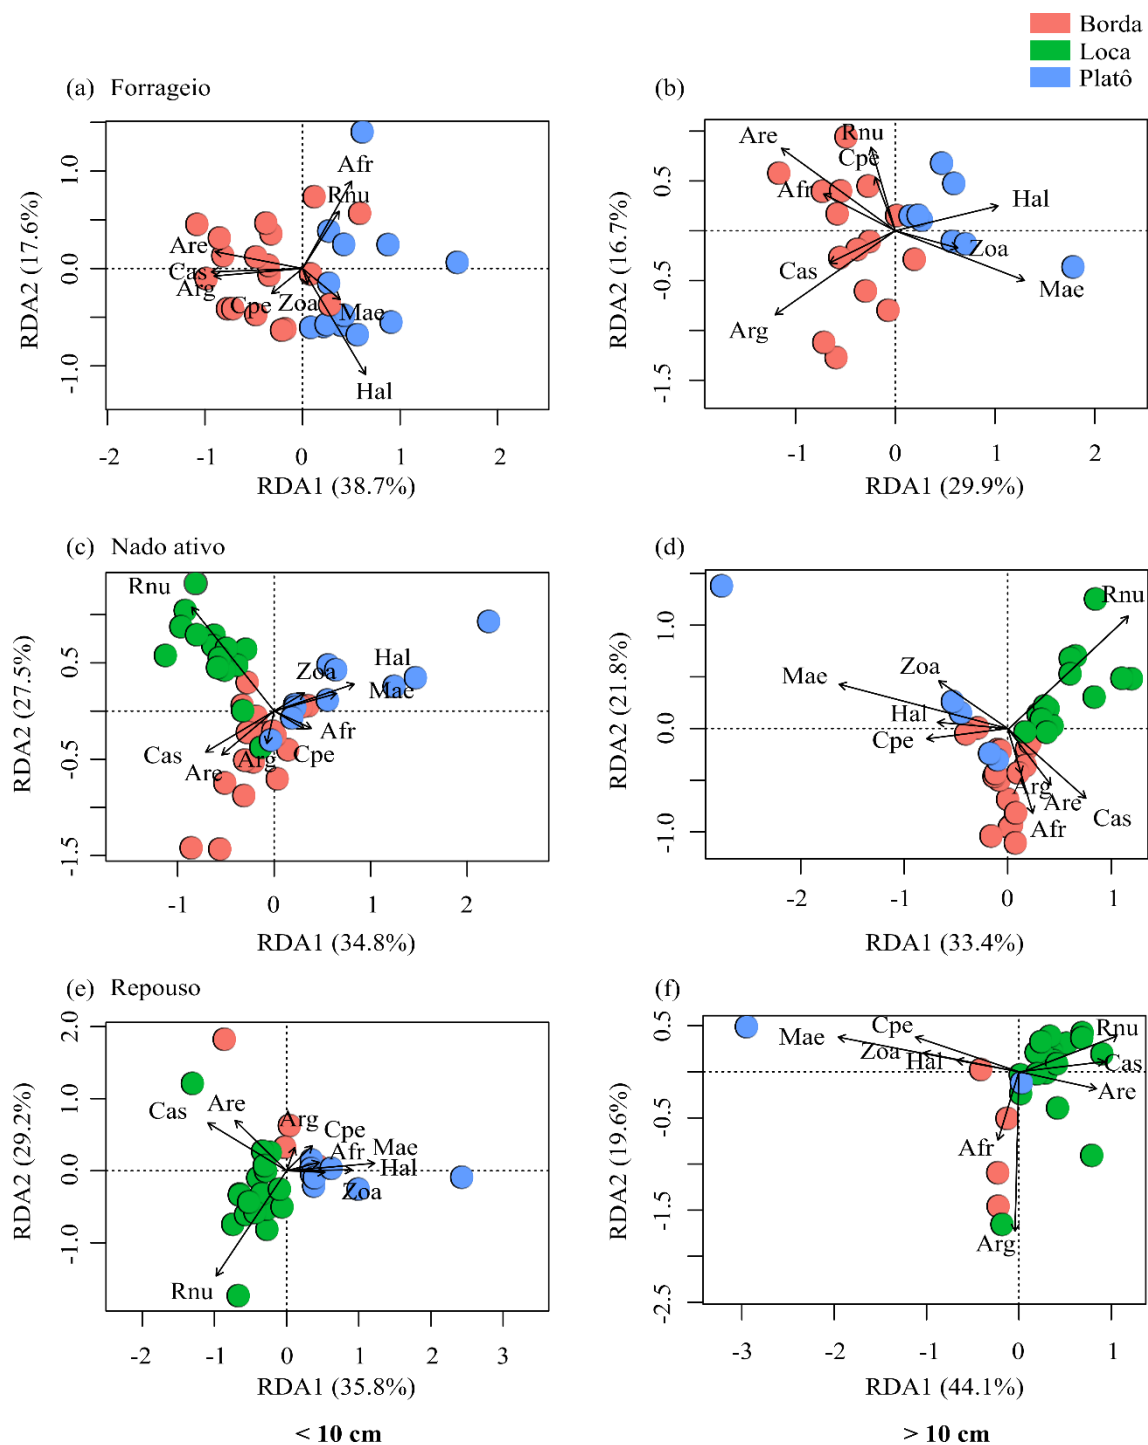 Borda
Loca
Platô
(a) Forrageio
(b)
RDA2 (17.6%)
1.0
0.0
-1.0
Afr
Rnu
Are
Cas
Arg
Cpe
Zoa
Mae
Hal
-2
-1
0
1
2
RDA1 (38.7%)
RDA2 (16.7%)
0.5
-0.5
-1.5
Are
Rnu
Cpe
Afr
Hal
Zoa
Cas
Mae
Arg
-1
0
1
2
RDA1 (29.9%)
(c) Nado ativo
(d)
RDA2 (27.5%)
0.5
-0.5
-1.5
Rnu
Zoa
Hal
Mae
Afr
Cas
Are
Arg
Cpe
-1
0
1
2
RDA1 (34.8%)
RDA2 (21.8%)
1.0
0.0
-1.0
Rnu
Zoa
Mae
Hal
Cpe
Arg
Are
Cas
Afr
-2
-1
0
1
RDA1 (33.4%)
(e) Repouso
(f)
RDA2 (29.2%)
2.0
1.0
0.0
-1.0
Cas
Are
Arg
Cpe
Afr
Mae
Hal
Zoa
Rnu
-2
-1
0
1
2
3
RDA1 (35.8%)
RDA2 (19.6%)
0.5
-0.5
-1.5
-2.5
Mae
Cpe
Zoa
Hal
Rnu
Cas
Are
Afr
Arg
-3
-2
-1
0
1
RDA1 (44.1%)
< 10 cm
> 10 cm